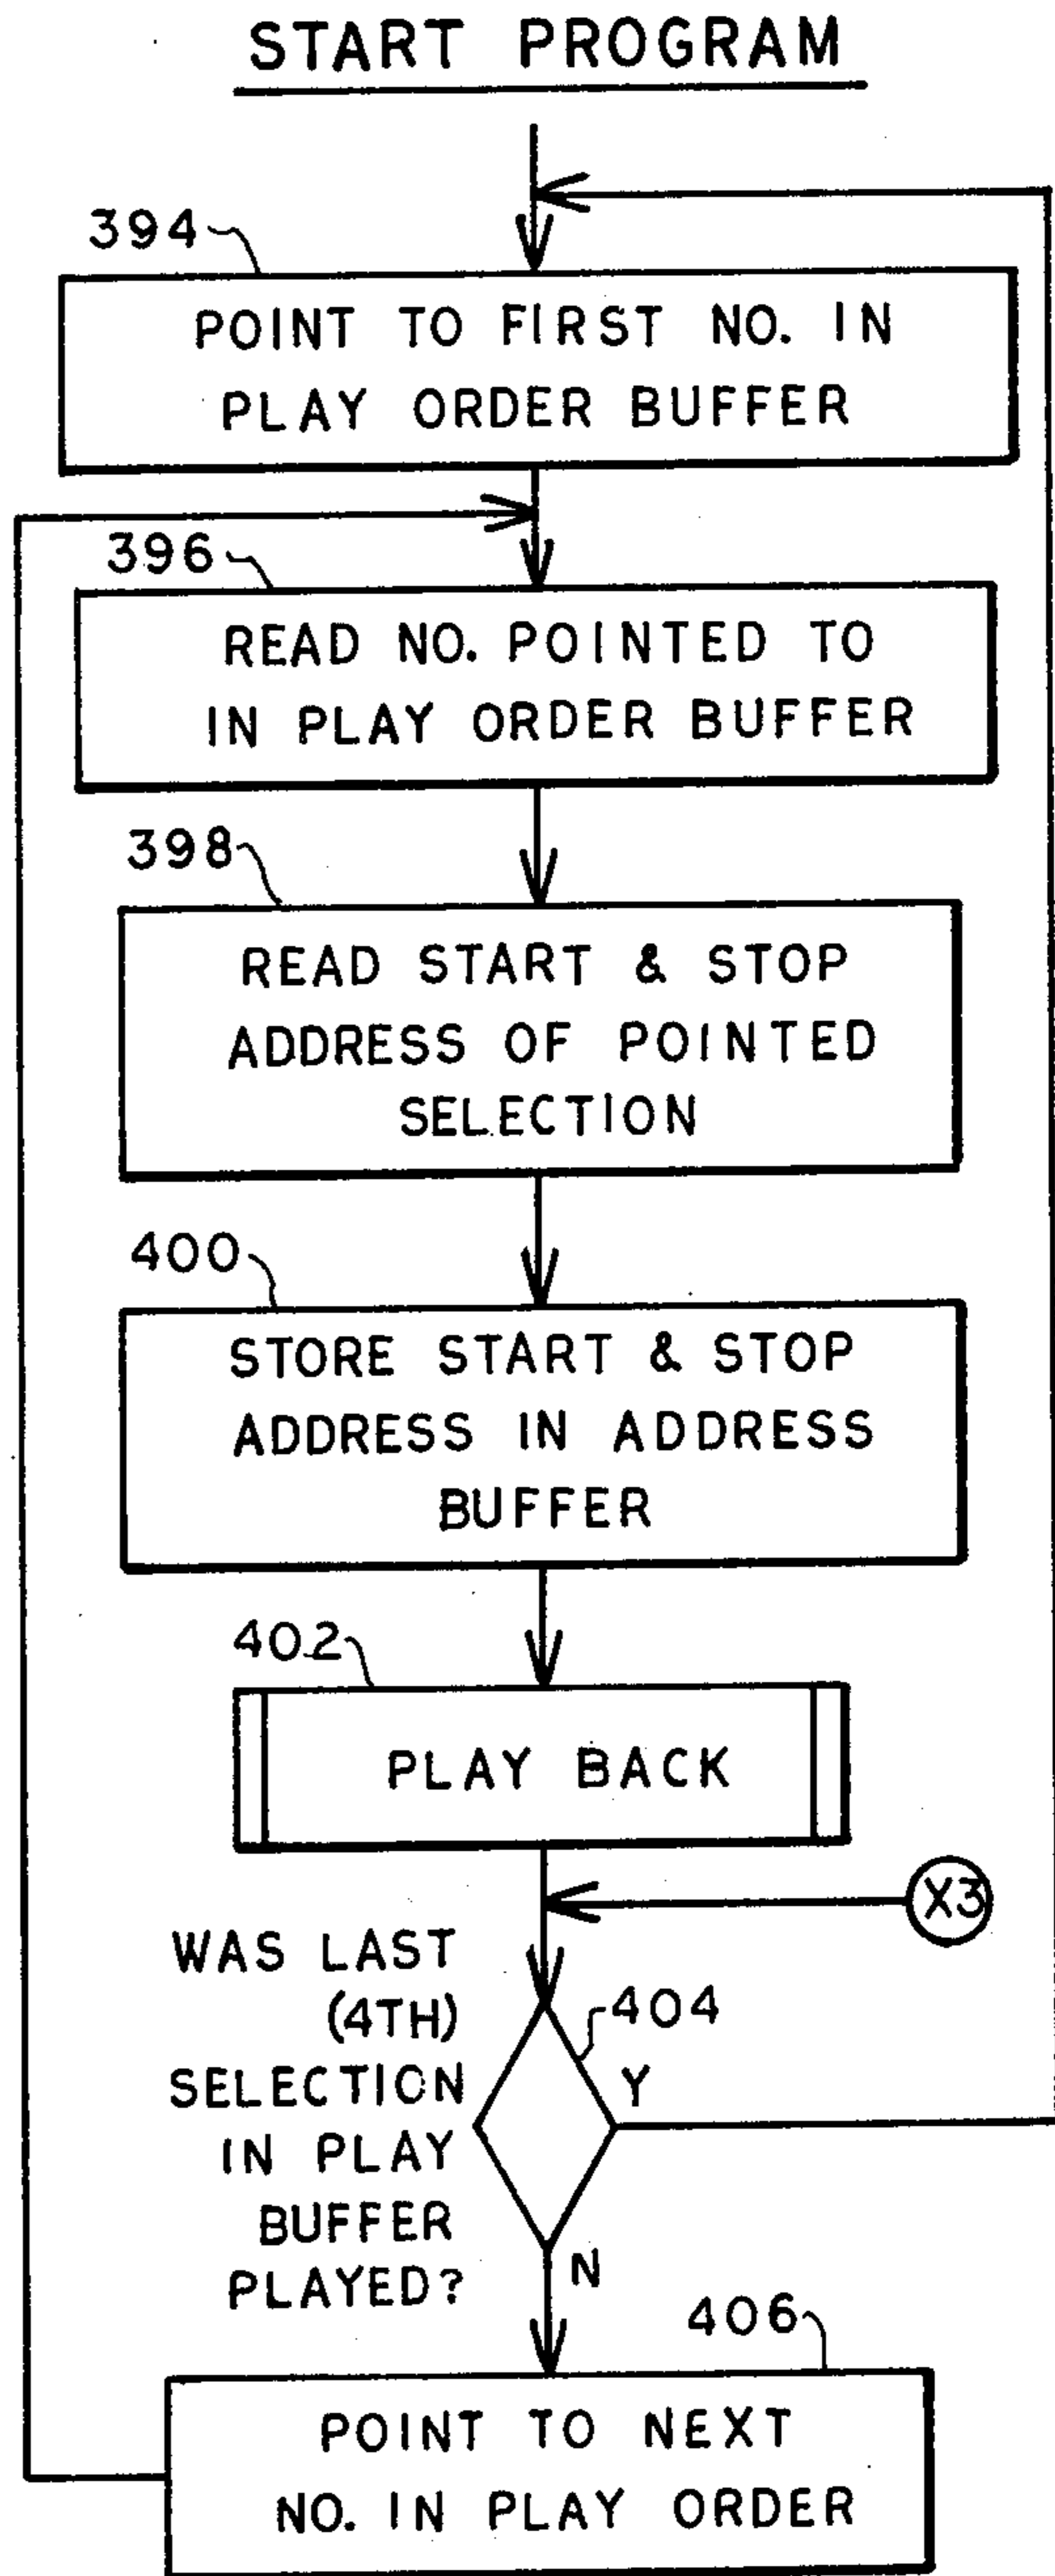 START PROGRAM
394
POINT TO FIRST NO. IN
PLAY ORDER BUFFER
396
READ NO. POINTED TO
IN PLAY ORDER BUFFER
398
READ START & STOP
ADDRESS OF POINTED
SELECTION
400
STORE START & STOP
ADDRESS IN ADDRESS
BUFFER
402
PLAY BACK
X3
WAS LAST
(4TH)
SELECTION
IN PLAY
BUFFER
PLAYED?
404
Y
N
406
POINT TO NEXT
NO. IN PLAY ORDER